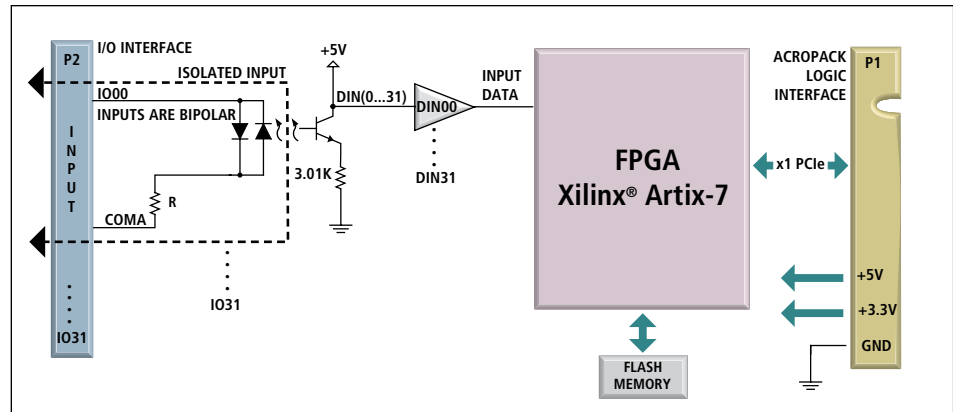 P2
I/O INTERFACE
ISOLATED INPUT
IO00
INPUTS ARE BIPOLAR
INPUT
R
COMA
IO31
IO31
+5V
DIN(0...31)
3.01K
DIN00
DIN31
INPUT
DATA
FPGA
Xilinx® Artix-7
FLASH
MEMORY
x1 PCIe
ACROPACK
LOGIC
INTERFACE
P1
+5V
+3.3V
GND